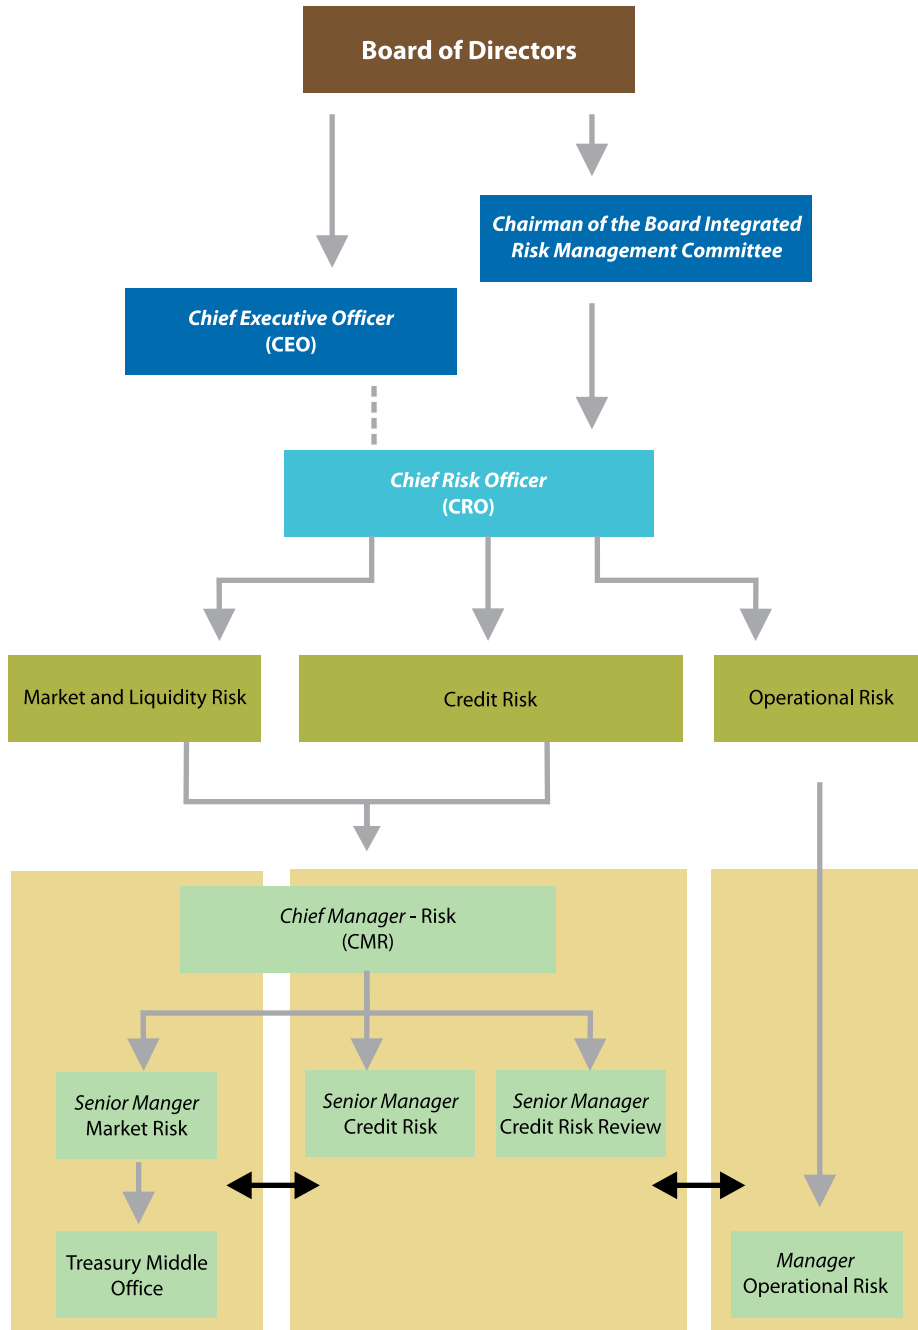 Board of Directors
Chairman of the Board Integrated
Risk Management Committee
Chief Executive Officer
(CEO)
Chief Risk Officer
(CRO)
Market and Liquidity Risk
Credit Risk
Operational Risk
Chief Manager - Risk
(CMR)
Senior Manger
Market Risk
Senior Manager
Credit Risk
Senior Manager
Credit Risk Review
Treasury Middle
Office
Manager
Operational Risk